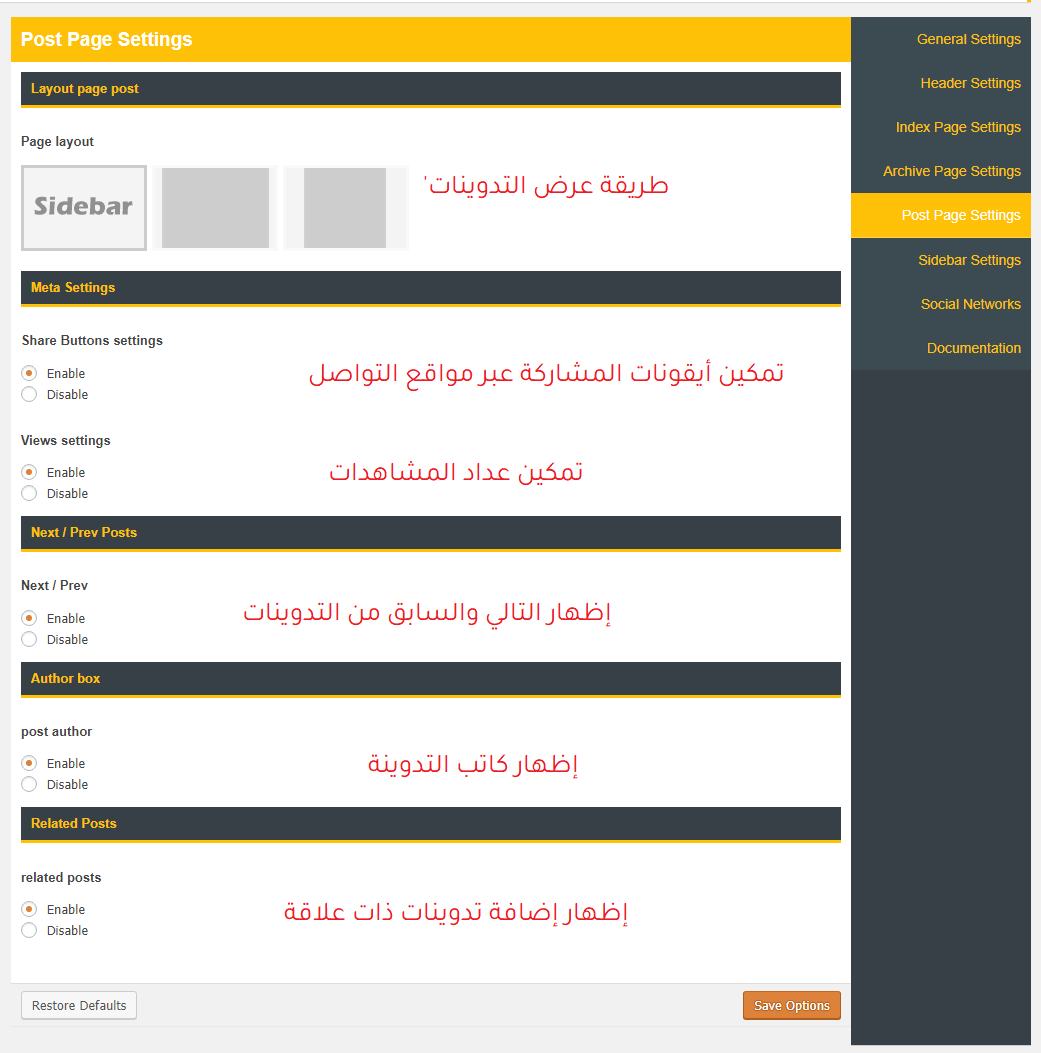 Post Page Settings
Layout page post
Page layout
Sidebar
طريقة عرض التدوينات'
Meta Settings
Share Buttons settings
Enable
Disable
تمكين أيقونات المشاركة عبر مواقع التواصل
Views settings
Enable
Disable
تمكين عداد المشاهدات
Next / Prev Posts
Next / Prev
Enable
Disable
إظهار التالي والسابق من التدوينات
Author box
post author
Enable
Disable
إظهار كاتب التدوينة
Related Posts
related posts
Enable
Disable
إظهار إضافة تدوينات ذات علاقة
Restore Defaults
Save Options
General Settings
Header Settings
Index Page Settings
Archive Page Settings
Post Page Settings
Sidebar Settings
Social Networks
Documentation